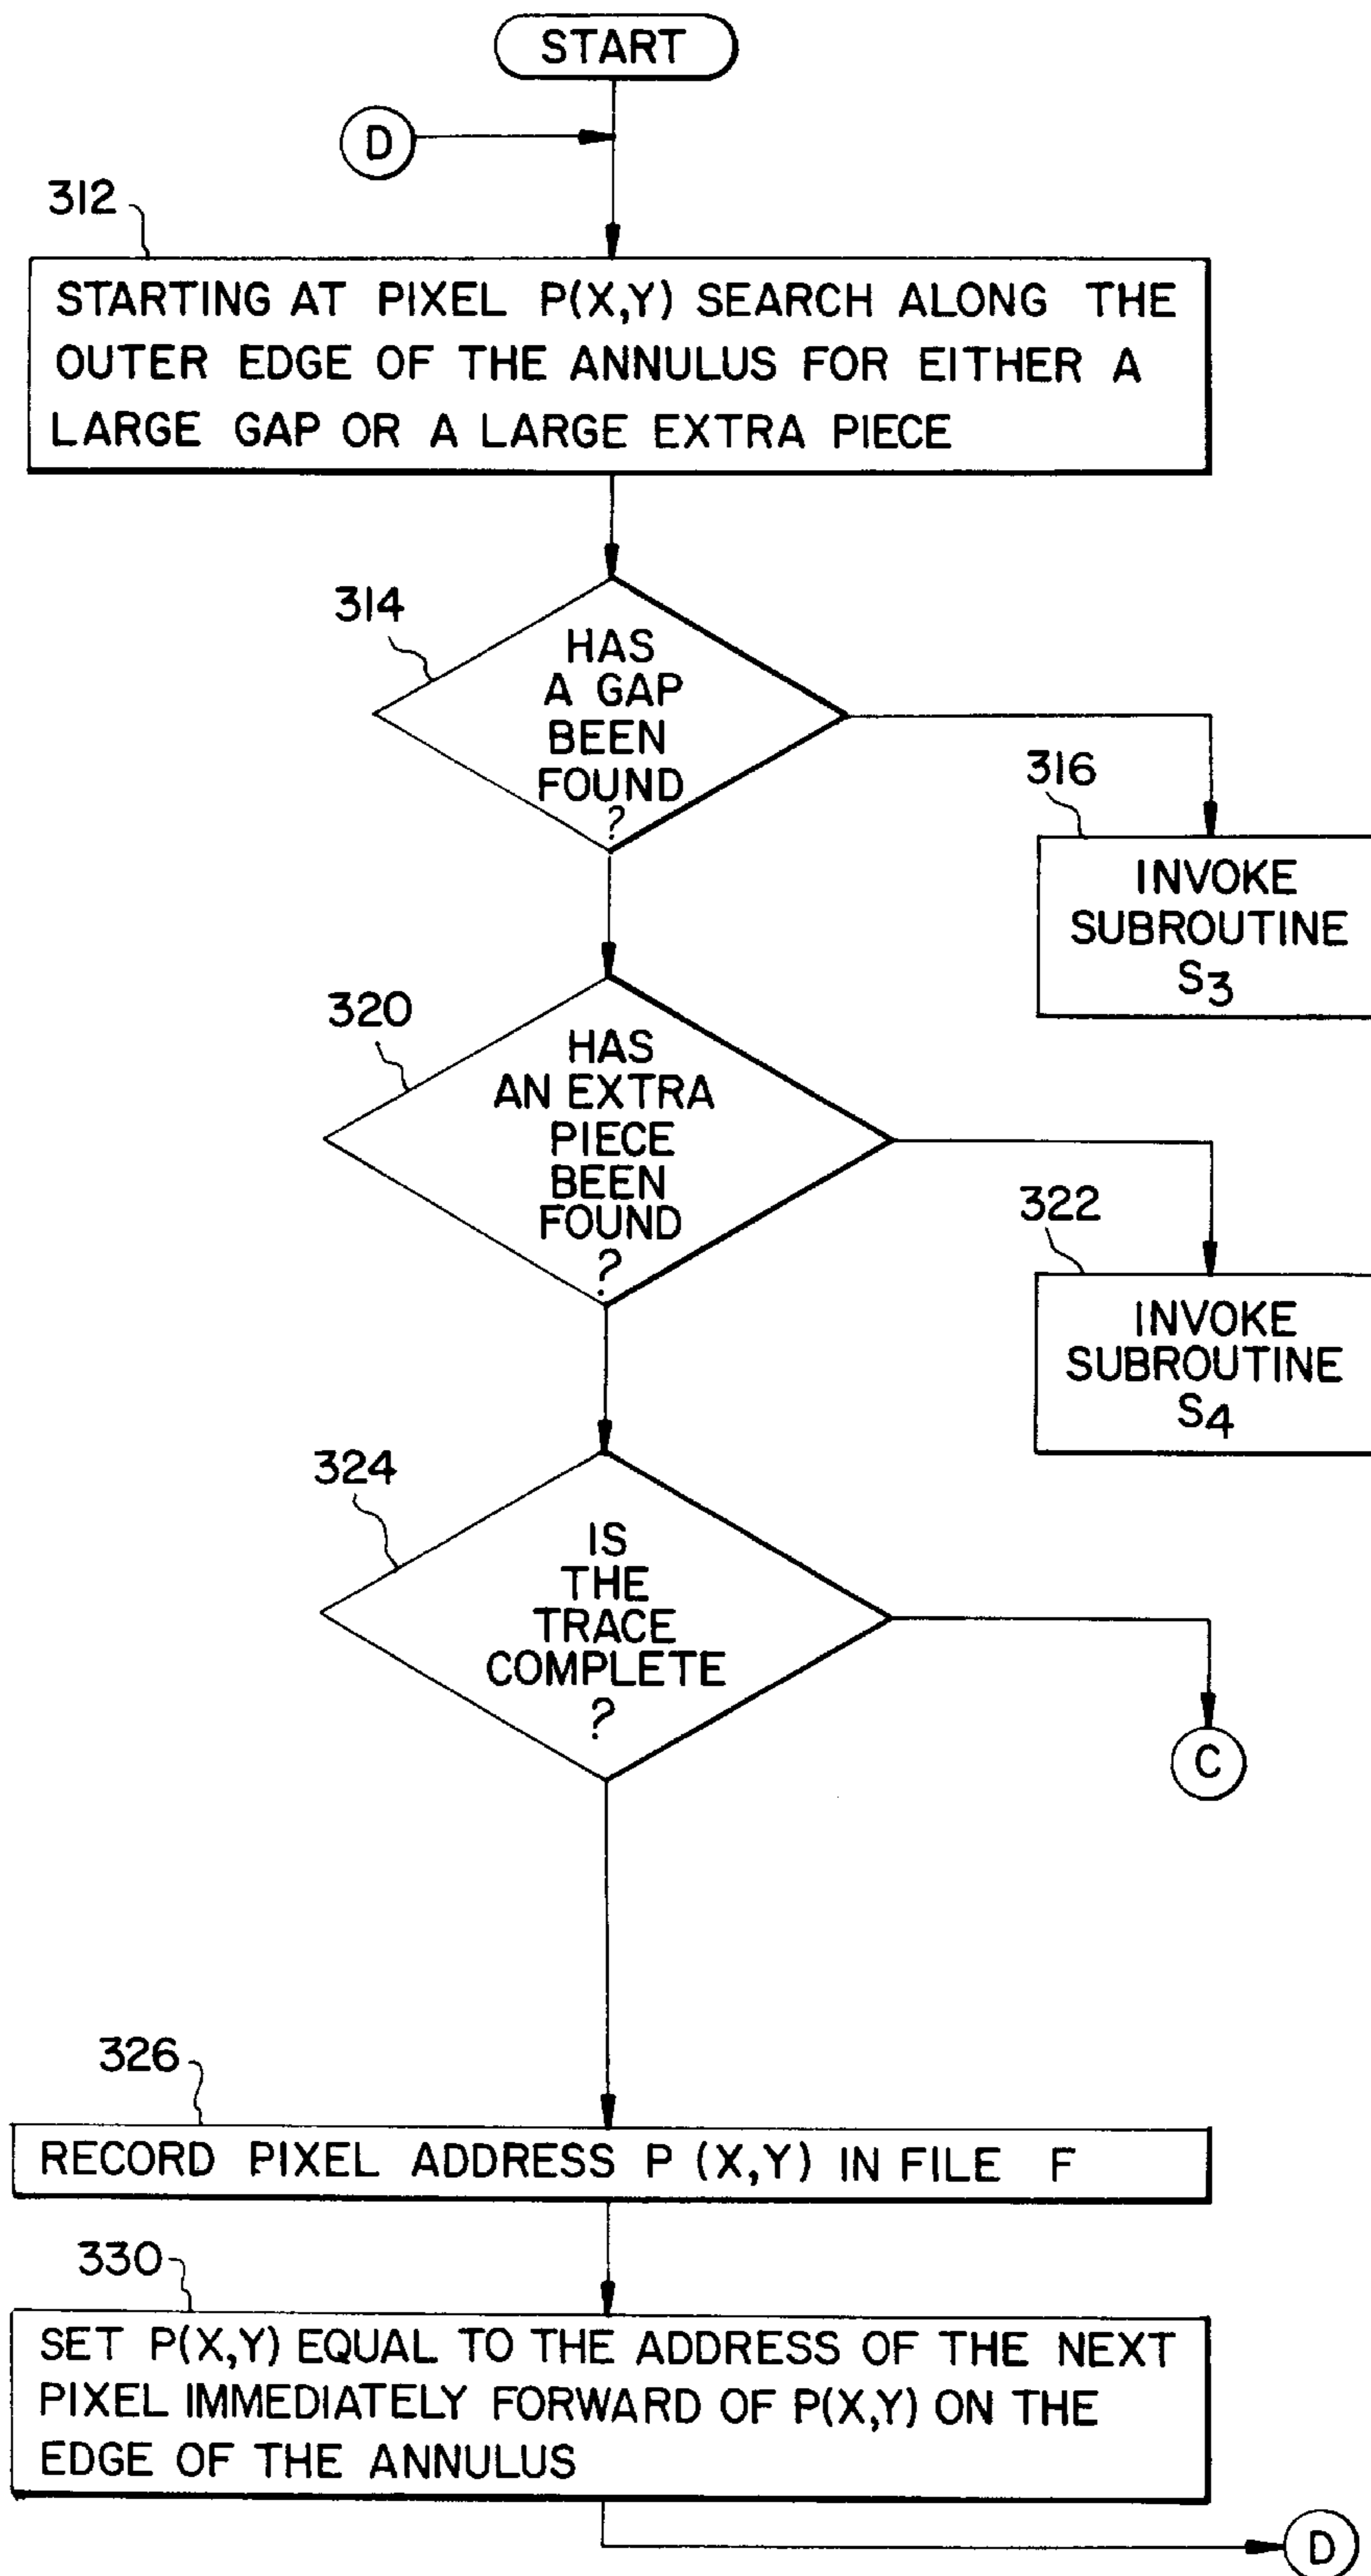 START
D
312
STARTING AT PIXEL P(X,Y) SEARCH ALONG THE
OUTER EDGE OF THE ANNULUS FOR EITHER A
LARGE GAP OR A LARGE EXTRA PIECE
314
HAS
A GAP
BEEN
FOUND
?
316
INVOKE
SUBROUTINE
S3
320
HAS
AN EXTRA
PIECE
BEEN
FOUND
?
322
INVOKE
SUBROUTINE
S4
324
IS
THE
TRACE
COMPLETE
?
C
326
RECORD PIXEL ADDRESS P (X,Y) IN FILE F
330
SET P(X,Y) EQUAL TO THE ADDRESS OF THE NEXT
PIXEL IMMEDIATELY FORWARD OF P(X,Y) ON THE
EDGE OF THE ANNULUS
D